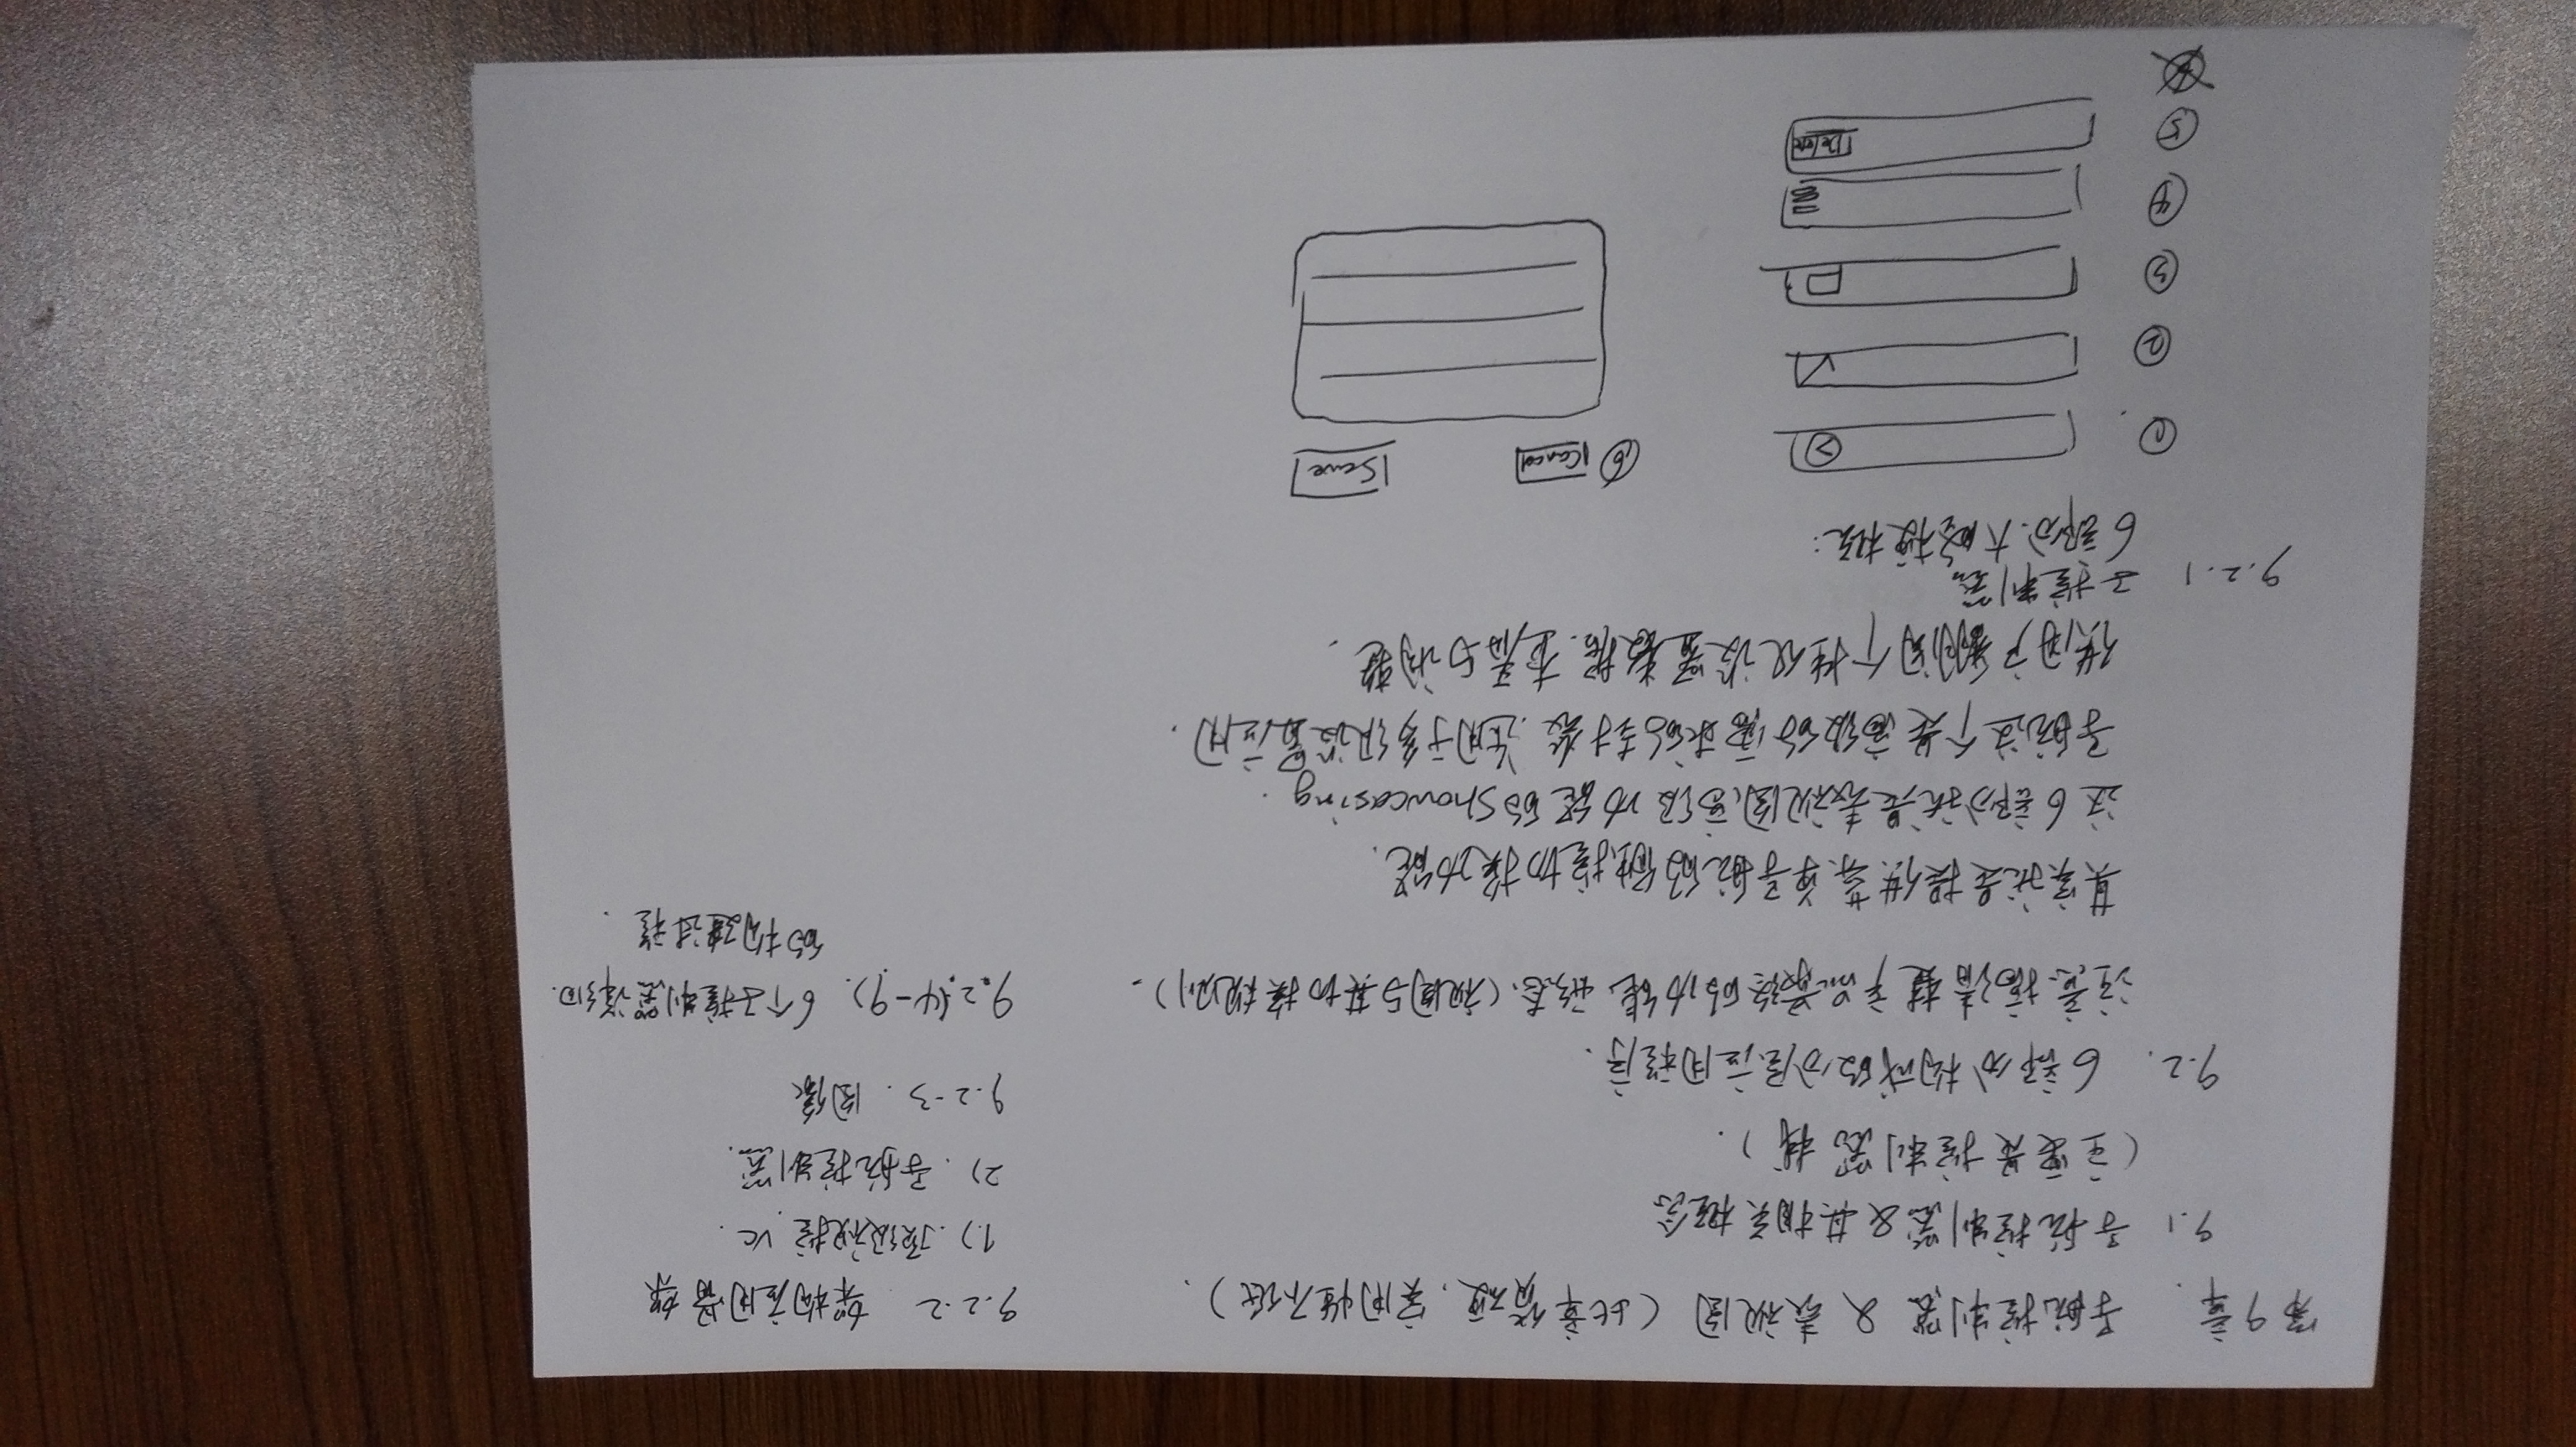 第9章. 导航控制器 & 表视图 (此章货硬, 实用性不低).
9.1 导航控制器&其相关概念
(主要是控制器栈).
9.2. 6部分构成的分层应用程序.
注意搞清楚产品最终的功能形态(视图与其切换规则).
其实就是提供菜单导航的触控切换功能.
这6部分就是表视图高级功能的Showcasing.
导航这个是高级的需求的封装.适用于多级设置应用.
供用户翻阅个性化设置数据.查看与调整.
9.2.1 子控制器
6部分.大略梗概:
①.
②
③
④
⑤ Delete
⑥ Cancel Save
9.2.2 架构应用骨架
1).顶级视控VC.
2).导航控制器.
9.2-3. 图像
9.2.(4-9). 6个子控制器详细.
的构建过程.